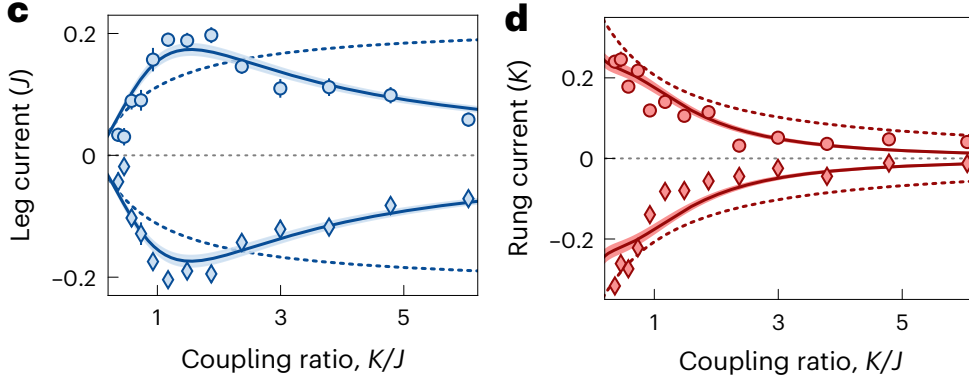 c
Leg current (J)
0.2
0
−0.2
1
3
5
Coupling ratio, K/J
d
Rung current (K)
0.2
0
−0.2
1
3
5
Coupling ratio, K/J